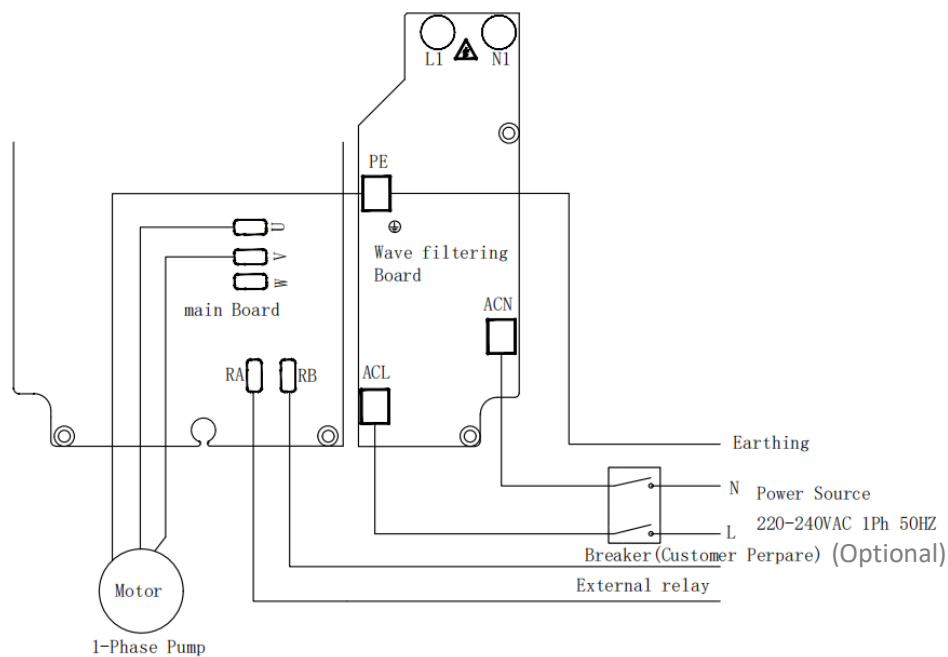 L1
N1
PE
U
V
W
Wave filtering
Board
main Board
ACN
RA
RB
ACL
Earthing
N
Power Source
220-240VAC 1Ph 50HZ
L
Breaker(Customer Perpare) (Optional)
External relay
Motor
1-Phase Pump